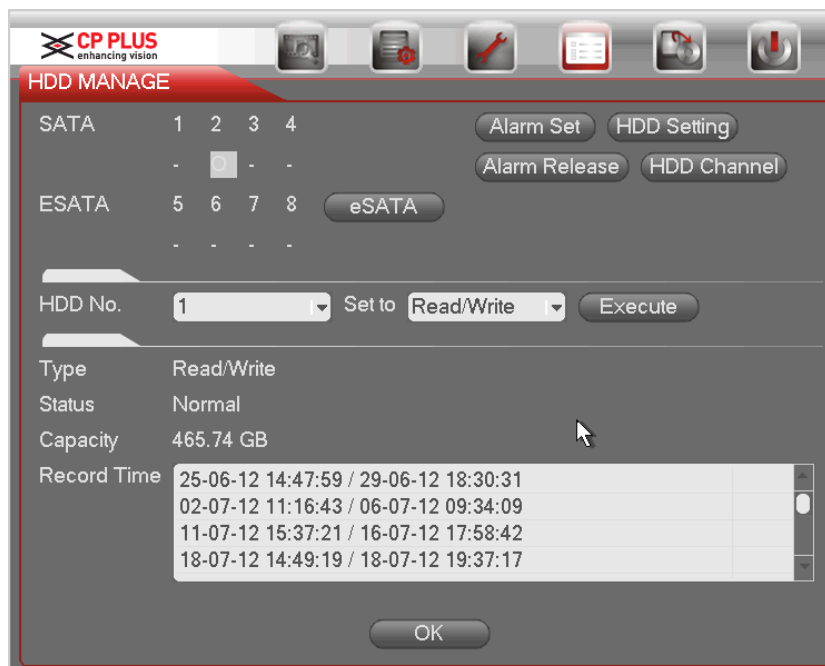 CP PLUS
enhancing vision
HDD MANAGE
SATA 1 2 3 4 Alarm Set HDD Setting
- O - - Alarm Release HDD Channel
ESATA 5 6 7 8 eSATA
- - - -
HDD No. 1 Set to Read/Write Execute
Type Read/Write
Status Normal
Capacity 465.74 GB
Record Time 25-06-12 14:47:59 / 29-06-12 18:30:31
02-07-12 11:16:43 / 06-07-12 09:34:09
11-07-12 15:37:21 / 16-07-12 17:58:42
18-07-12 14:49:19 / 18-07-12 19:37:17
OK